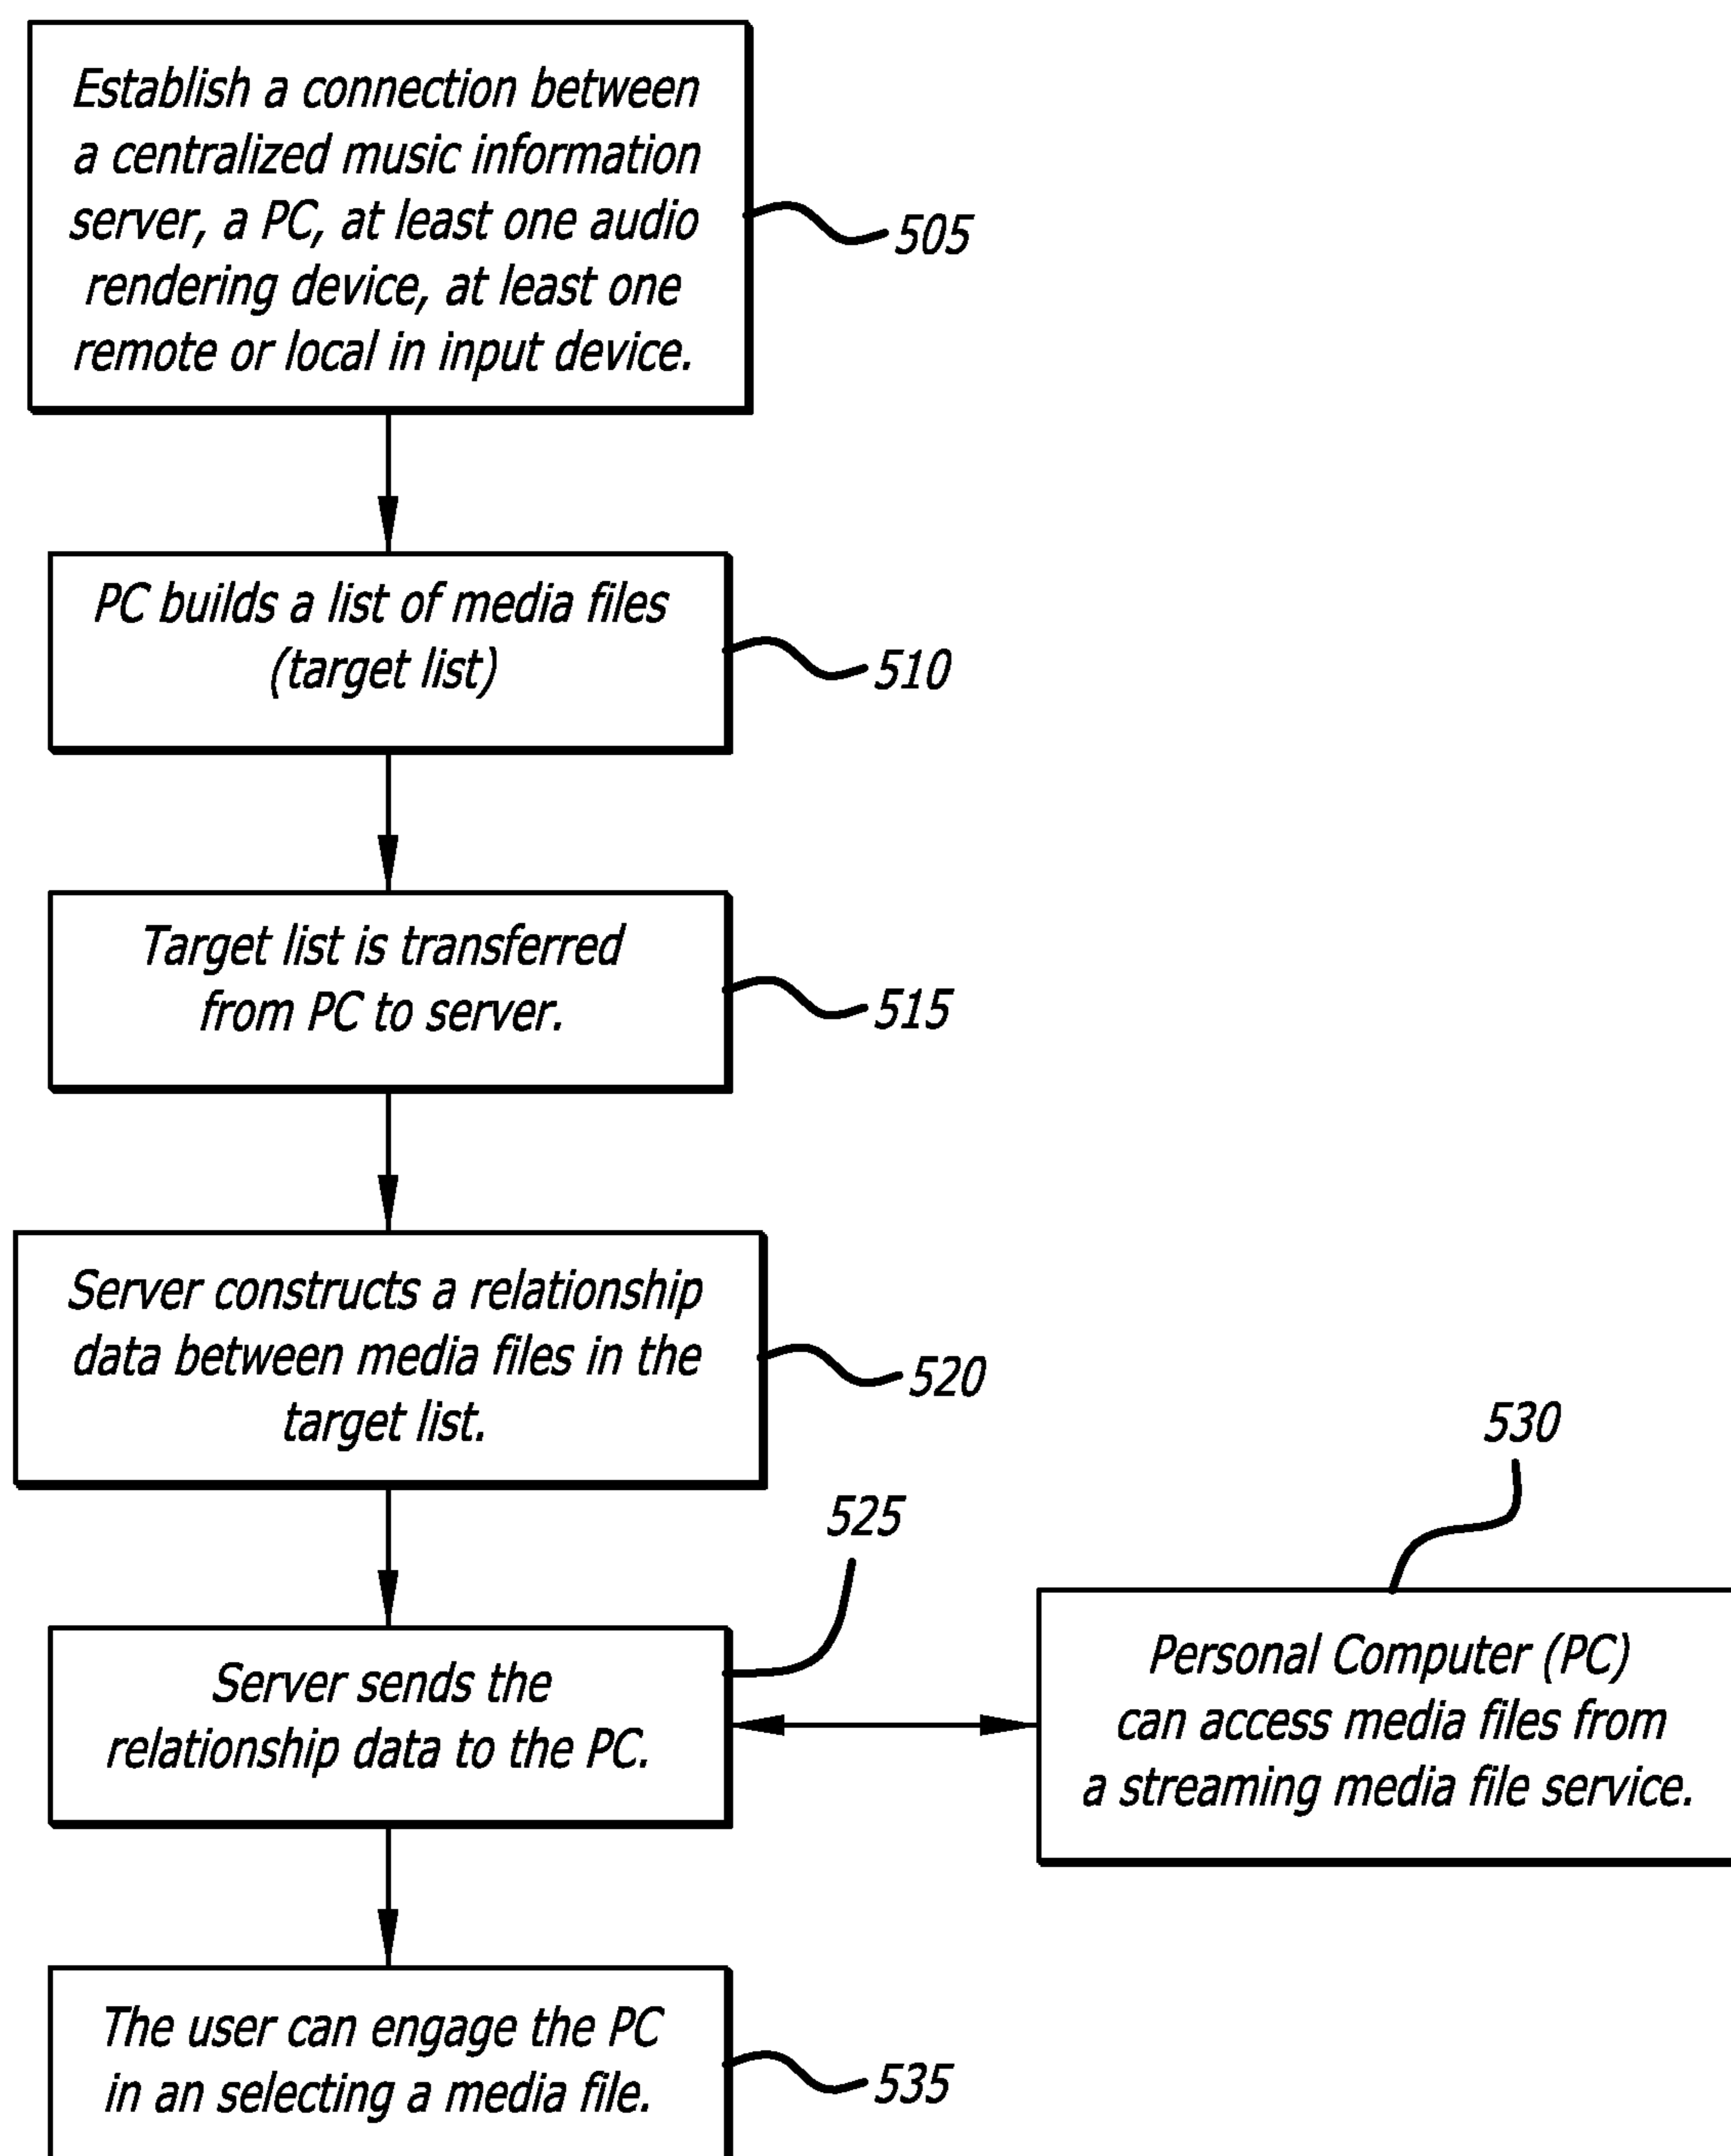 Establish a connection between
a centralized music information
server, a PC, at least one audio
rendering device, at least one
remote or local in input device.
505
PC builds a list of media files
(target list)
510
Target list is transferred
from PC to server.
515
Server constructs a relationship
data between media files in the
target list.
520
525
Server sends the
relationship data to the PC.
530
Personal Computer (PC)
can access media files from
a streaming media file service.
The user can engage the PC
in an selecting a media file.
535